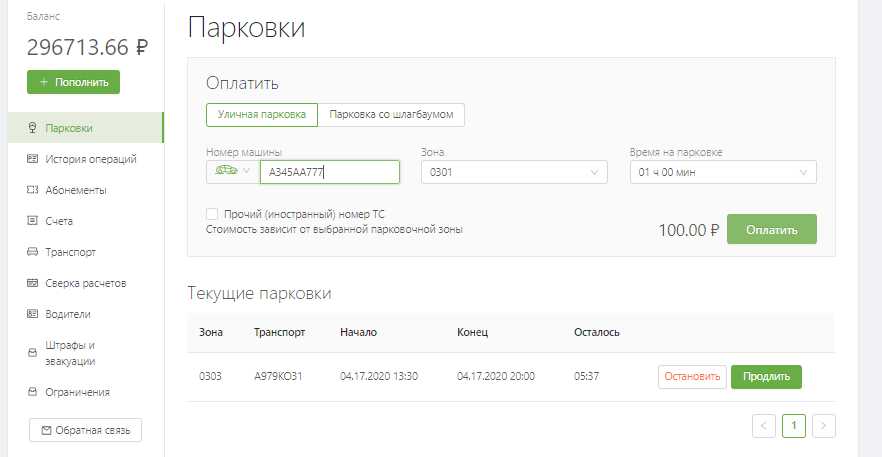 Баланс
296713.66 ₽
+ Пополнить
Парковки
История операций
Абонементы
Счета
Транспорт
Сверка расчетов
Водители
Штрафы и
эвакуации
Ограничения
Обратная связь
Парковки
Оплатить
Уличная парковка Парковка со шлагбаумом
Номер машины Зона Время на парковке
А345АА777 0301 01 ч 00 мин
Прочий (иностранный) номер ТС
Стоимость зависит от выбранной парковочной зоны
100.00 ₽ Оплатить
Текущие парковки
Зона Транспорт Начало Конец Осталось
0303 А979КО31 04.17.2020 13:30 04.17.2020 20:00 05:37 Остановить Продлить
< 1 >